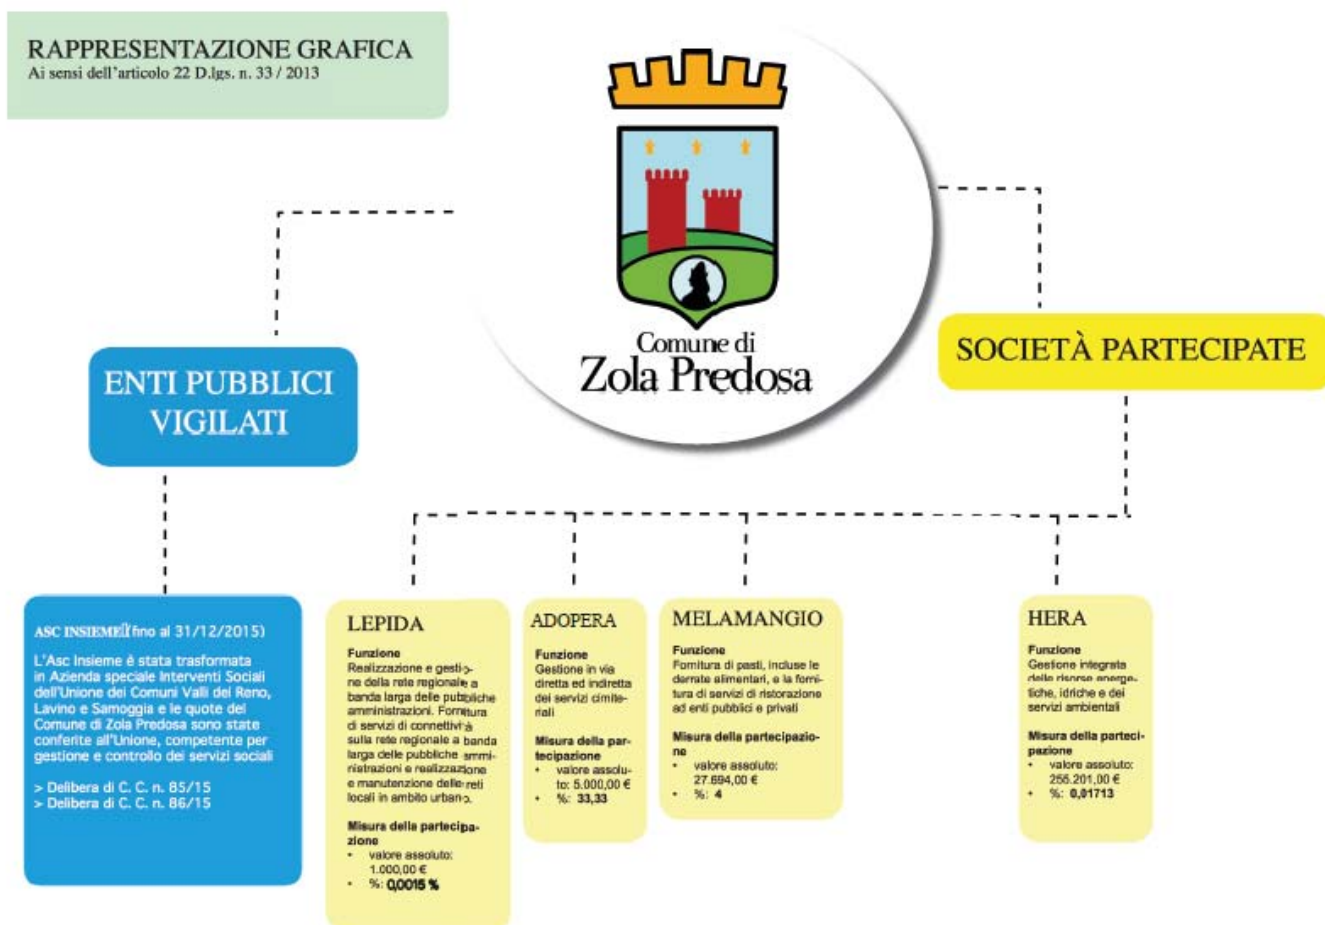 RAPPRESENTAZIONE GRAFICA
Ai sensi dell'articolo 22 D.lgs. n. 33 / 2013
Comune di
Zola Predosa
ENTI PUBBLICI
VIGILATI
SOCIETÀ PARTECIPATE
ASC INSIEME (fino al 31/12/2015)
L'Asc Insieme è stata trasformata
in Azienda speciale Interventi Sociali
dell'Unione dei Comuni Valli del Reno,
Lavino e Samoggia e le quote del
Comune di Zola Predosa sono state
conferite all'Unione, competente per
gestione e controllo dei servizi sociali
> Delibera di C. C. n. 85/15
> Delibera di C. C. n. 86/15
LEPIDA
Funzione
Realizzazione e gestio-
ne della rete regionale a
banda larga delle pubbliche
amministrazioni. Fornitura
di servizi di connettività
sulla rete regionale a banda
larga delle pubbliche ammi-
nistrazioni e realizzazione
e manutenzione delle reti
locali in ambito urbano.
Misura della partecipa-
zione
• valore assoluto:
1.000,00 €
• %: 0,0015 %
ADOPERA
Funzione
Gestione in via
diretta ed indiretta
dei servizi cimite-
riali
Misura della par-
tecipazione
• valore assolu-
to: 5.000,00 €
• %: 33,33
MELAMANGIO
Funzione
Fornitura di pasti, incluse le
derrate alimentari, e la forni-
tura di servizi di ristorazione
ad enti pubblici e privati
Misura della partecipazio-
ne
• valore assoluto:
27.694,00 €
• %: 4
HERA
Funzione
Gestione integrata
delle risorse energe-
tiche, idriche e dei
servizi ambientali
Misura della parteci-
pazione
• valore assoluto:
255.201,00 €
• %: 0,01713